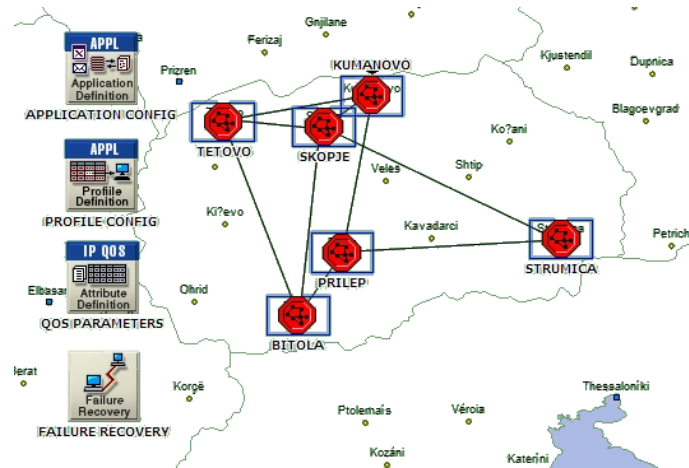 Gnjilane
APPL
Ferizaj
KUMANOVO
Kjustendil
Dupnica
Prizren
Application
Definition
APPLICATION CONFIG
Blagoevgrad
Ko?ani
TETOVO
SKOPJE
APPL
Veles
Shtip
Profile
Definition
PROFILE CONFIG
Ki?evo
Kavadarci
Petrich
IP QOS
STRUMICA
PRILEP
Attribute
Definition
Elbasan
Ohrid
QOS PARAMETERS
BITOLA
Failure
Recovery
FAILURE RECOVERY
Berat
Korçë
Thessaloníki
Ptolemaís
Véroia
Kozáni
Kateríni